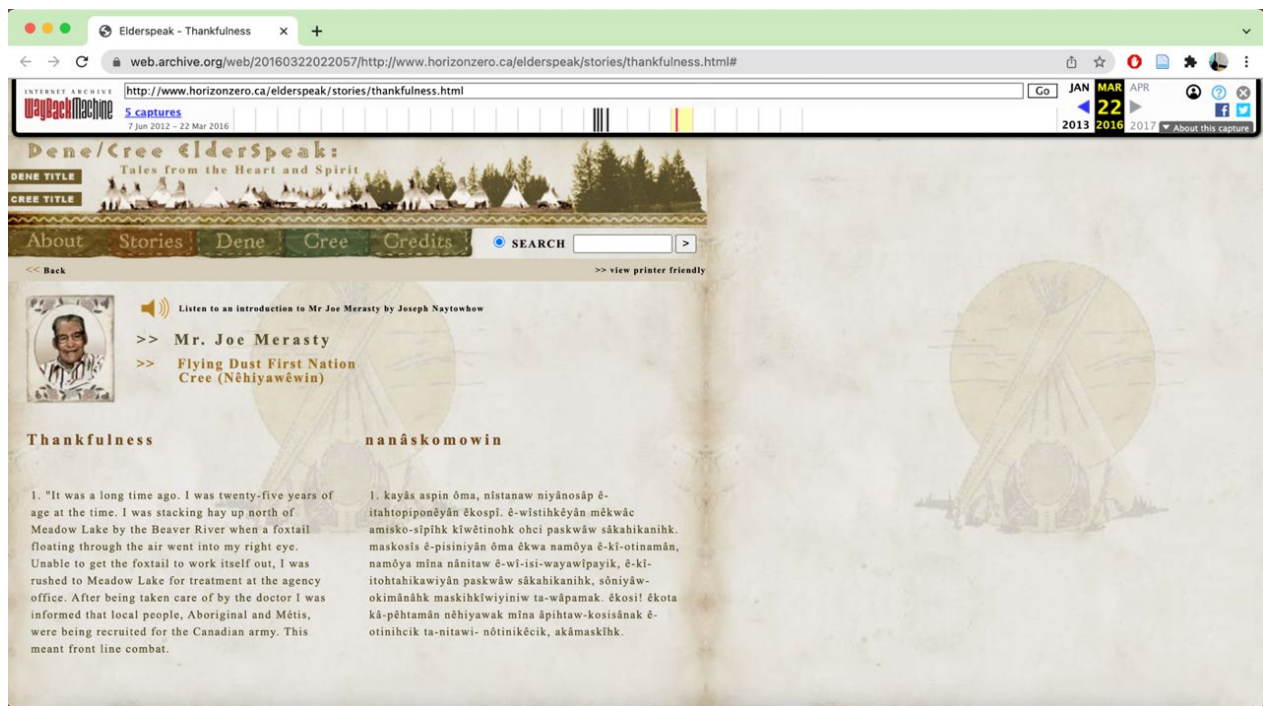 Elderspeak - Thankfulness
web.archive.org/web/20160322022057/http://www.horizonzero.ca/elderspeak/stories/thankfulness.html#
INTERNET ARCHIVE
WayBackMachine
http://www.horizonzero.ca/elderspeak/stories/thankfulness.html
Go
JAN MAR APR
5 captures
22
7 Jun 2012 – 22 Mar 2016
2013 2016 2017
About this capture
Dene/Cree ElderSpeak:
Tales from the Heart and Spirit
DENE TITLE
CREE TITLE
About Stories Dene Cree Credits SEARCH >
<< Back
>> view printer friendly
Listen to an introduction to Mr Joe Merasty by Joseph Naytowhow
>> Mr. Joe Merasty
>> Flying Dust First Nation
Cree (Nêhiyawêwin)
Thankfulness
1. "It was a long time ago. I was twenty-five years of
age at the time. I was stacking hay up north of
Meadow Lake by the Beaver River when a foxtail
floating through the air went into my right eye.
Unable to get the foxtail to work itself out, I was
rushed to Meadow Lake for treatment at the agency
office. After being taken care of by the doctor I was
informed that local people, Aboriginal and Métis,
were being recruited for the Canadian army. This
meant front line combat.
nanâskomowin
1. kayâs aspin ôma, nîstanaw niyânosâp ê-
itahtopiponêyân êkospî. ê-wîstihkêyân mêkwâc
amisko-sîpîhk kîwêtinohk ohci paskwâw sâkahikanihk.
maskosîs ê-pisiniyân ôma êkwa namôya ê-kî-otinamân,
namôya mîna nânitaw ê-wî-isi-wayawîpayik, ê-kî-
itohtahikawiyân paskwâw sâkahikanihk, sôniyâw-
okimânâhk maskihkîwiyiniw ta-wâpamak. êkosi! êkota
kâ-pêhtamân nêhiyawak mîna âpihtaw-kosisânak ê-
otinihcik ta-nitawi- nôtinikêcik, akâmaskîhk.